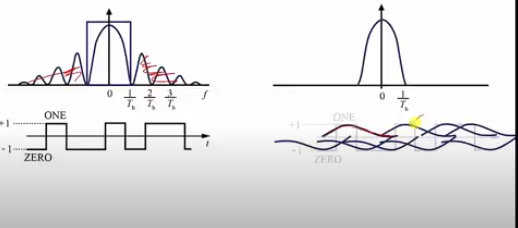 0 1/T_b 2/T_b 3/T_b f
0 1/T_b
+1 ONE
t
-1 ZERO
+1 ONE
-1 ZERO